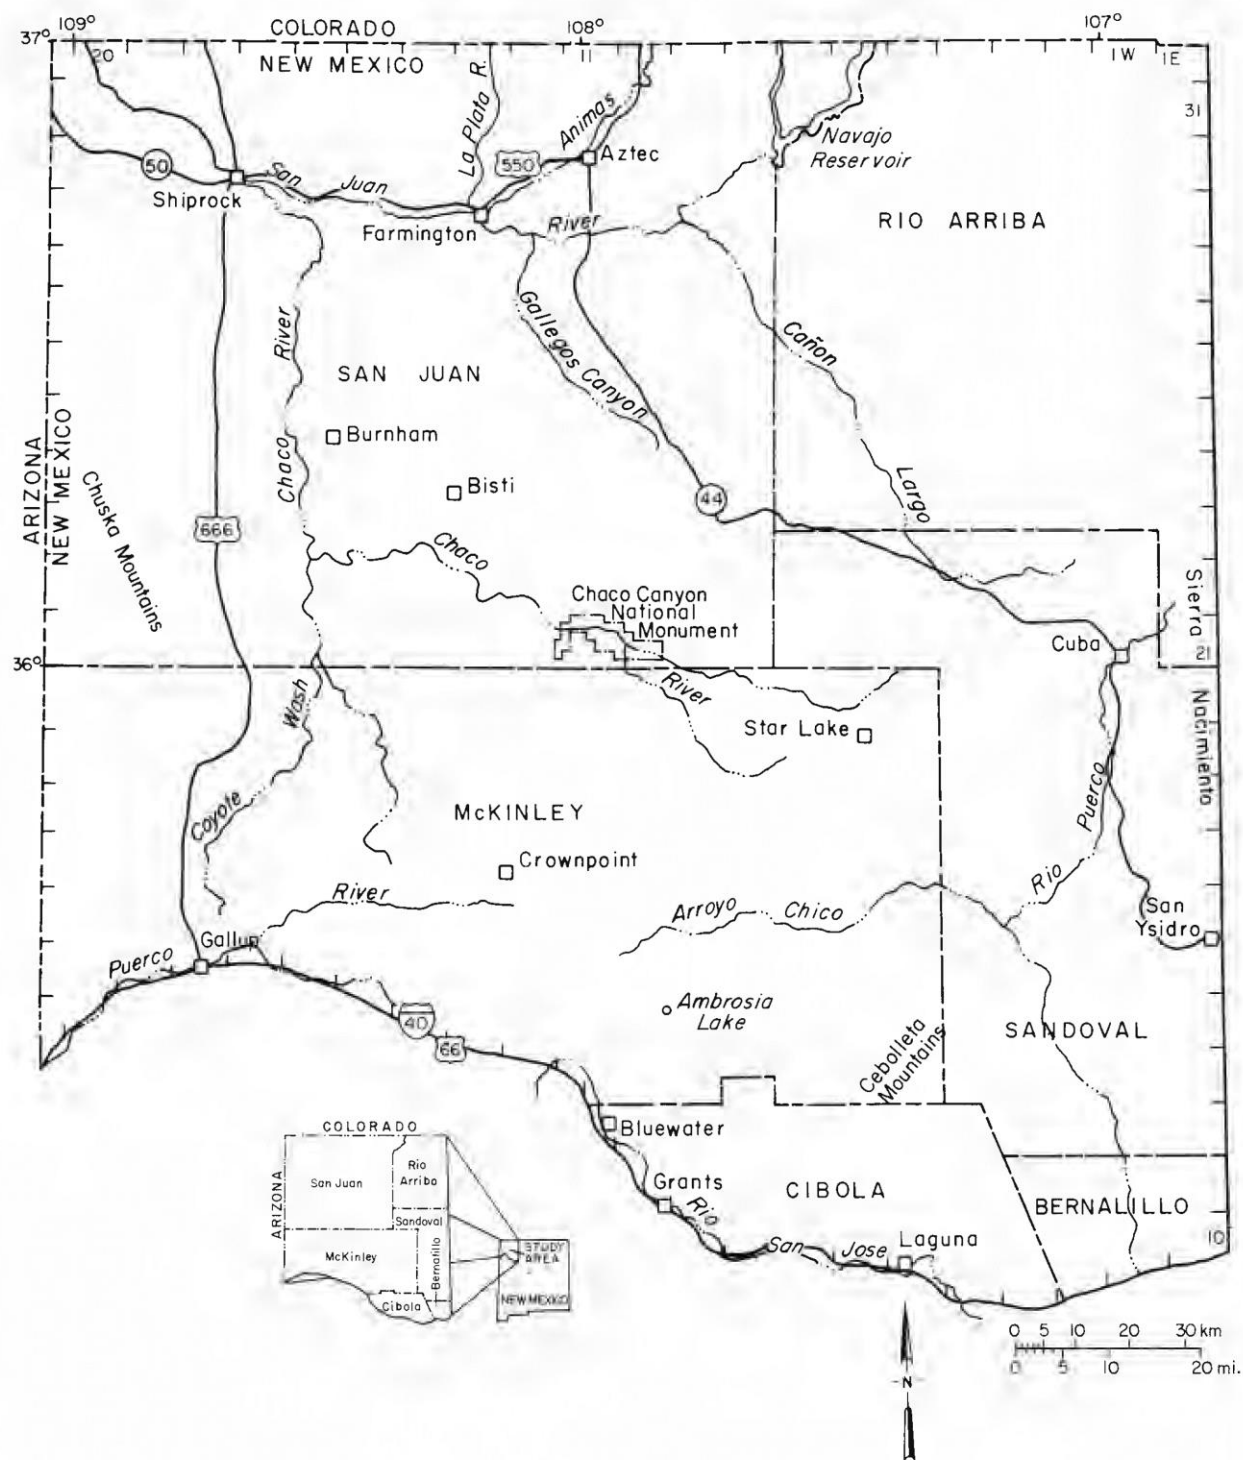 109°
108°
107°
37°
COLORADO
NEW MEXICO
20
11
1W
1E
31
La Plata R.
Animas
Navajo
Reservoir
50
550
Aztec
San Juan
Shiprock
Farmington
River
RIO ARRIBA
Chaco River
Gallegos Canyon
Cañon
Largo
SAN JUAN
Burnham
Bisti
ARIZONA
NEW MEXICO
Chuska Mountains
666
44
Chaco
Chaco Canyon
National
Monument
Sierra
Nacimiento
Cuba
21
36°
River
Wash
Star Lake
Coyote
McKINLEY
Puerco
Crownpoint
River
Rio
Arroyo Chico
San
Ysidro
Gallup
Puerco
Ambrosia
Lake
40
66
SANDOVAL
Cebolleta
Mountains
Bluewater
COLORADO
ARIZONA
San Juan
Rio
Arriba
Sandoval
McKinley
Bernalillo
Cibola
STUDY
AREA
NEW MEXICO
Grants
CIBOLA
BERNALILLO
Rio
San Jose
Laguna
10
0 5 10 20 30 km
0 5 10 20 mi.
N